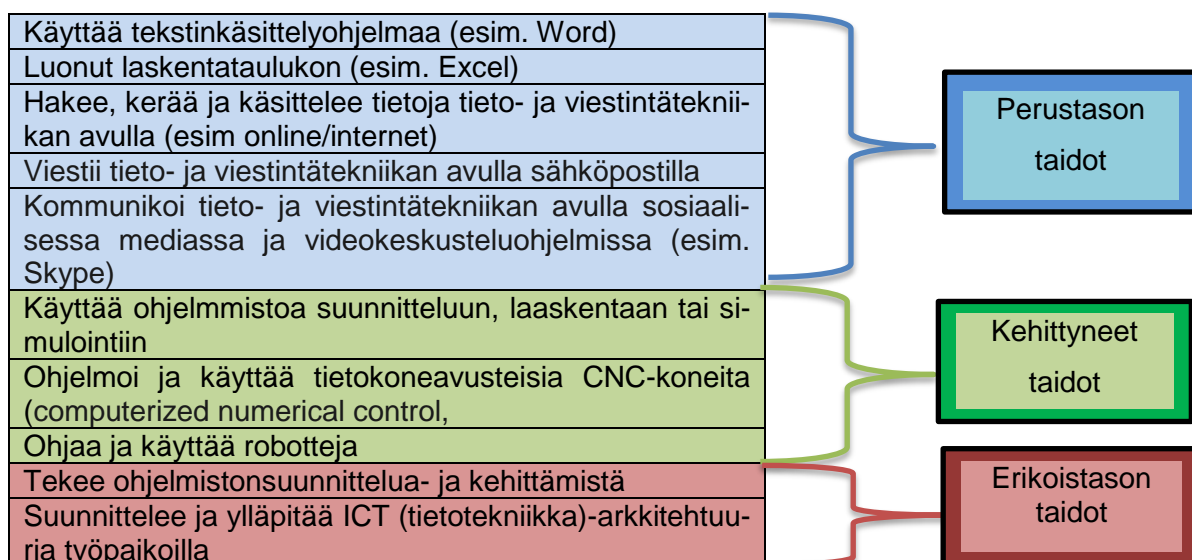 Käyttää tekstinkäsittelyohjelmaa (esim. Word)
Luonut laskentataulukon (esim. Excel)
Hakee, kerää ja käsittelee tietoja tieto- ja viestintäteknii-
kan avulla (esim online/internet)
Viestii tieto- ja viestintätekniikan avulla sähköpostilla
Kommunikoi tieto- ja viestintätekniikan avulla sosiaali-
sessa mediassa ja videokeskusteluohjelmissa (esim.
Skype)
Perustason
taidot
Käyttää ohjelmmistoa suunnitteluun, laaskentaan tai si-
mulointiin
Ohjelmoi ja käyttää tietokoneavusteisia CNC-koneita
(computerized numerical control,
Ohjaa ja käyttää robotteja
Kehittyneet
taidot
Tekee ohjelmistonsuunnittelua- ja kehittämistä
Suunnittelee ja ylläpitää ICT (tietotekniikka)-arkkitehtuu-
ria työpaikoilla
Erikoistason
taidot